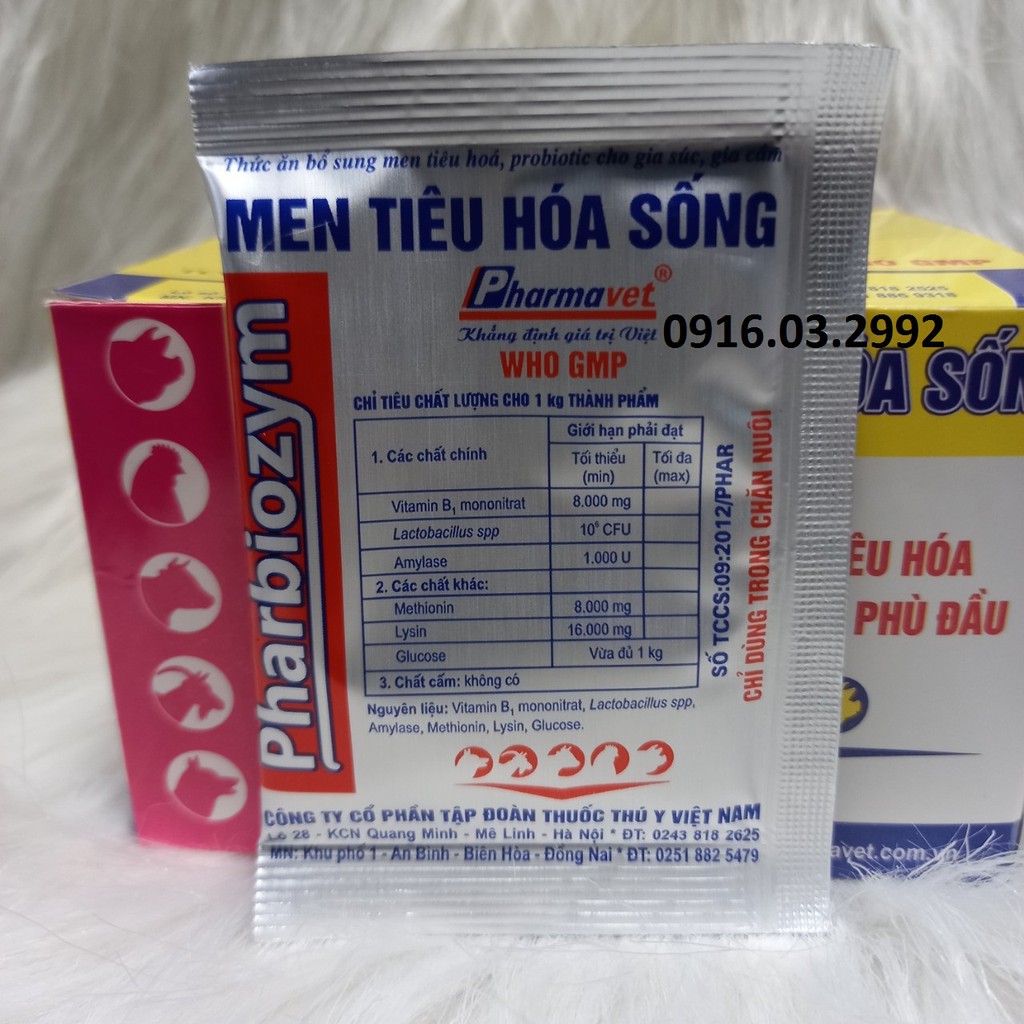 Thức ăn bổ sung men tiêu hoá, probiotic cho gia súc, gia cầm
MEN TIÊU HÓA SỐNG
Pharmavet®
Khẳng định giá trị Việt
0916.03.2992
WHO GMP
Pharbiozym
CHỈ TIÊU CHẤT LƯỢNG CHO 1 kg THÀNH PHẨM
1. Các chất chính
Giới hạn phải đạt
Tối thiểu (min)
Tối đa (max)
Vitamin B₁ mononitrat 8.000 mg
Lactobacillus spp 10⁹ CFU
Amylase 1.000 U
2. Các chất khác:
Methionin 8.000 mg
Lysin 16.000 mg
Glucose Vừa đủ 1 kg
3. Chất cấm: không có
SỐ TCCS:09:2012/PHAR
CHỈ DÙNG TRONG CHĂN NUÔI
Nguyên liệu: Vitamin B₁ mononitrat, Lactobacillus spp,
Amylase, Methionin, Lysin, Glucose.
CÔNG TY CỔ PHẦN TẬP ĐOÀN THUỐC THÚ Y VIỆT NAM
Lô 28 - KCN Quang Minh - Mê Linh - Hà Nội * ĐT: 0243 818 2625
MN: Khu phố 1 - An Bình - Biên Hòa - Đồng Nai * ĐT: 0251 882 5479
GMP
886 9318
ÓA SỐN
ÊU HÓA
PHÙ ĐẦU
avet.com.vn